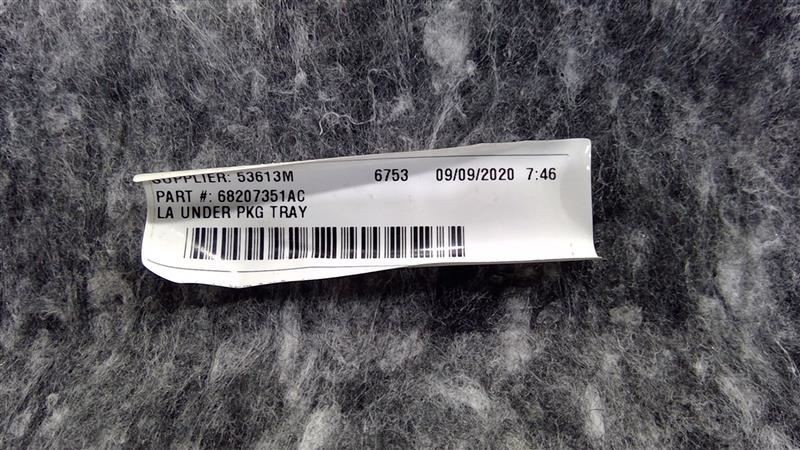 SUPPLIER: 53613M 6753 09/09/2020 7:46
PART #: 68207351AC
LA UNDER PKG TRAY